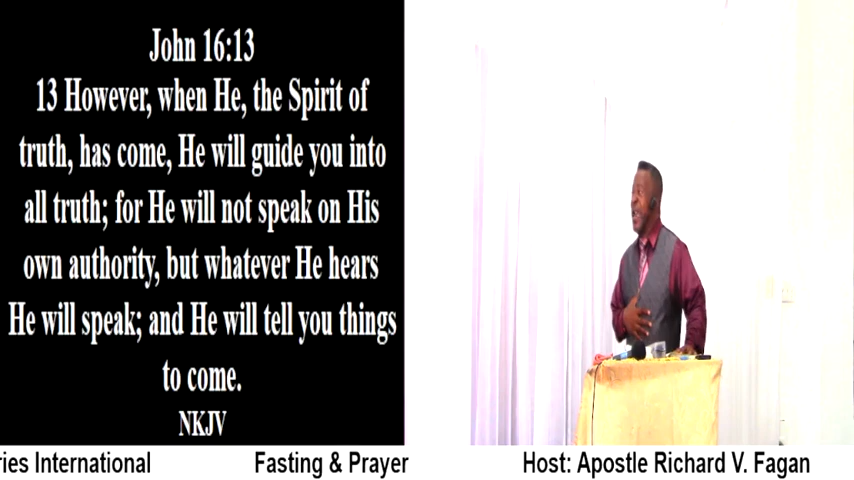 John 16:13
13 However, when He, the Spirit of
truth, has come, He will guide you into
all truth; for He will not speak on His
own authority, but whatever He hears
He will speak; and He will tell you things
to come.
NKJV
ries International Fasting & Prayer Host: Apostle Richard V. Fagan